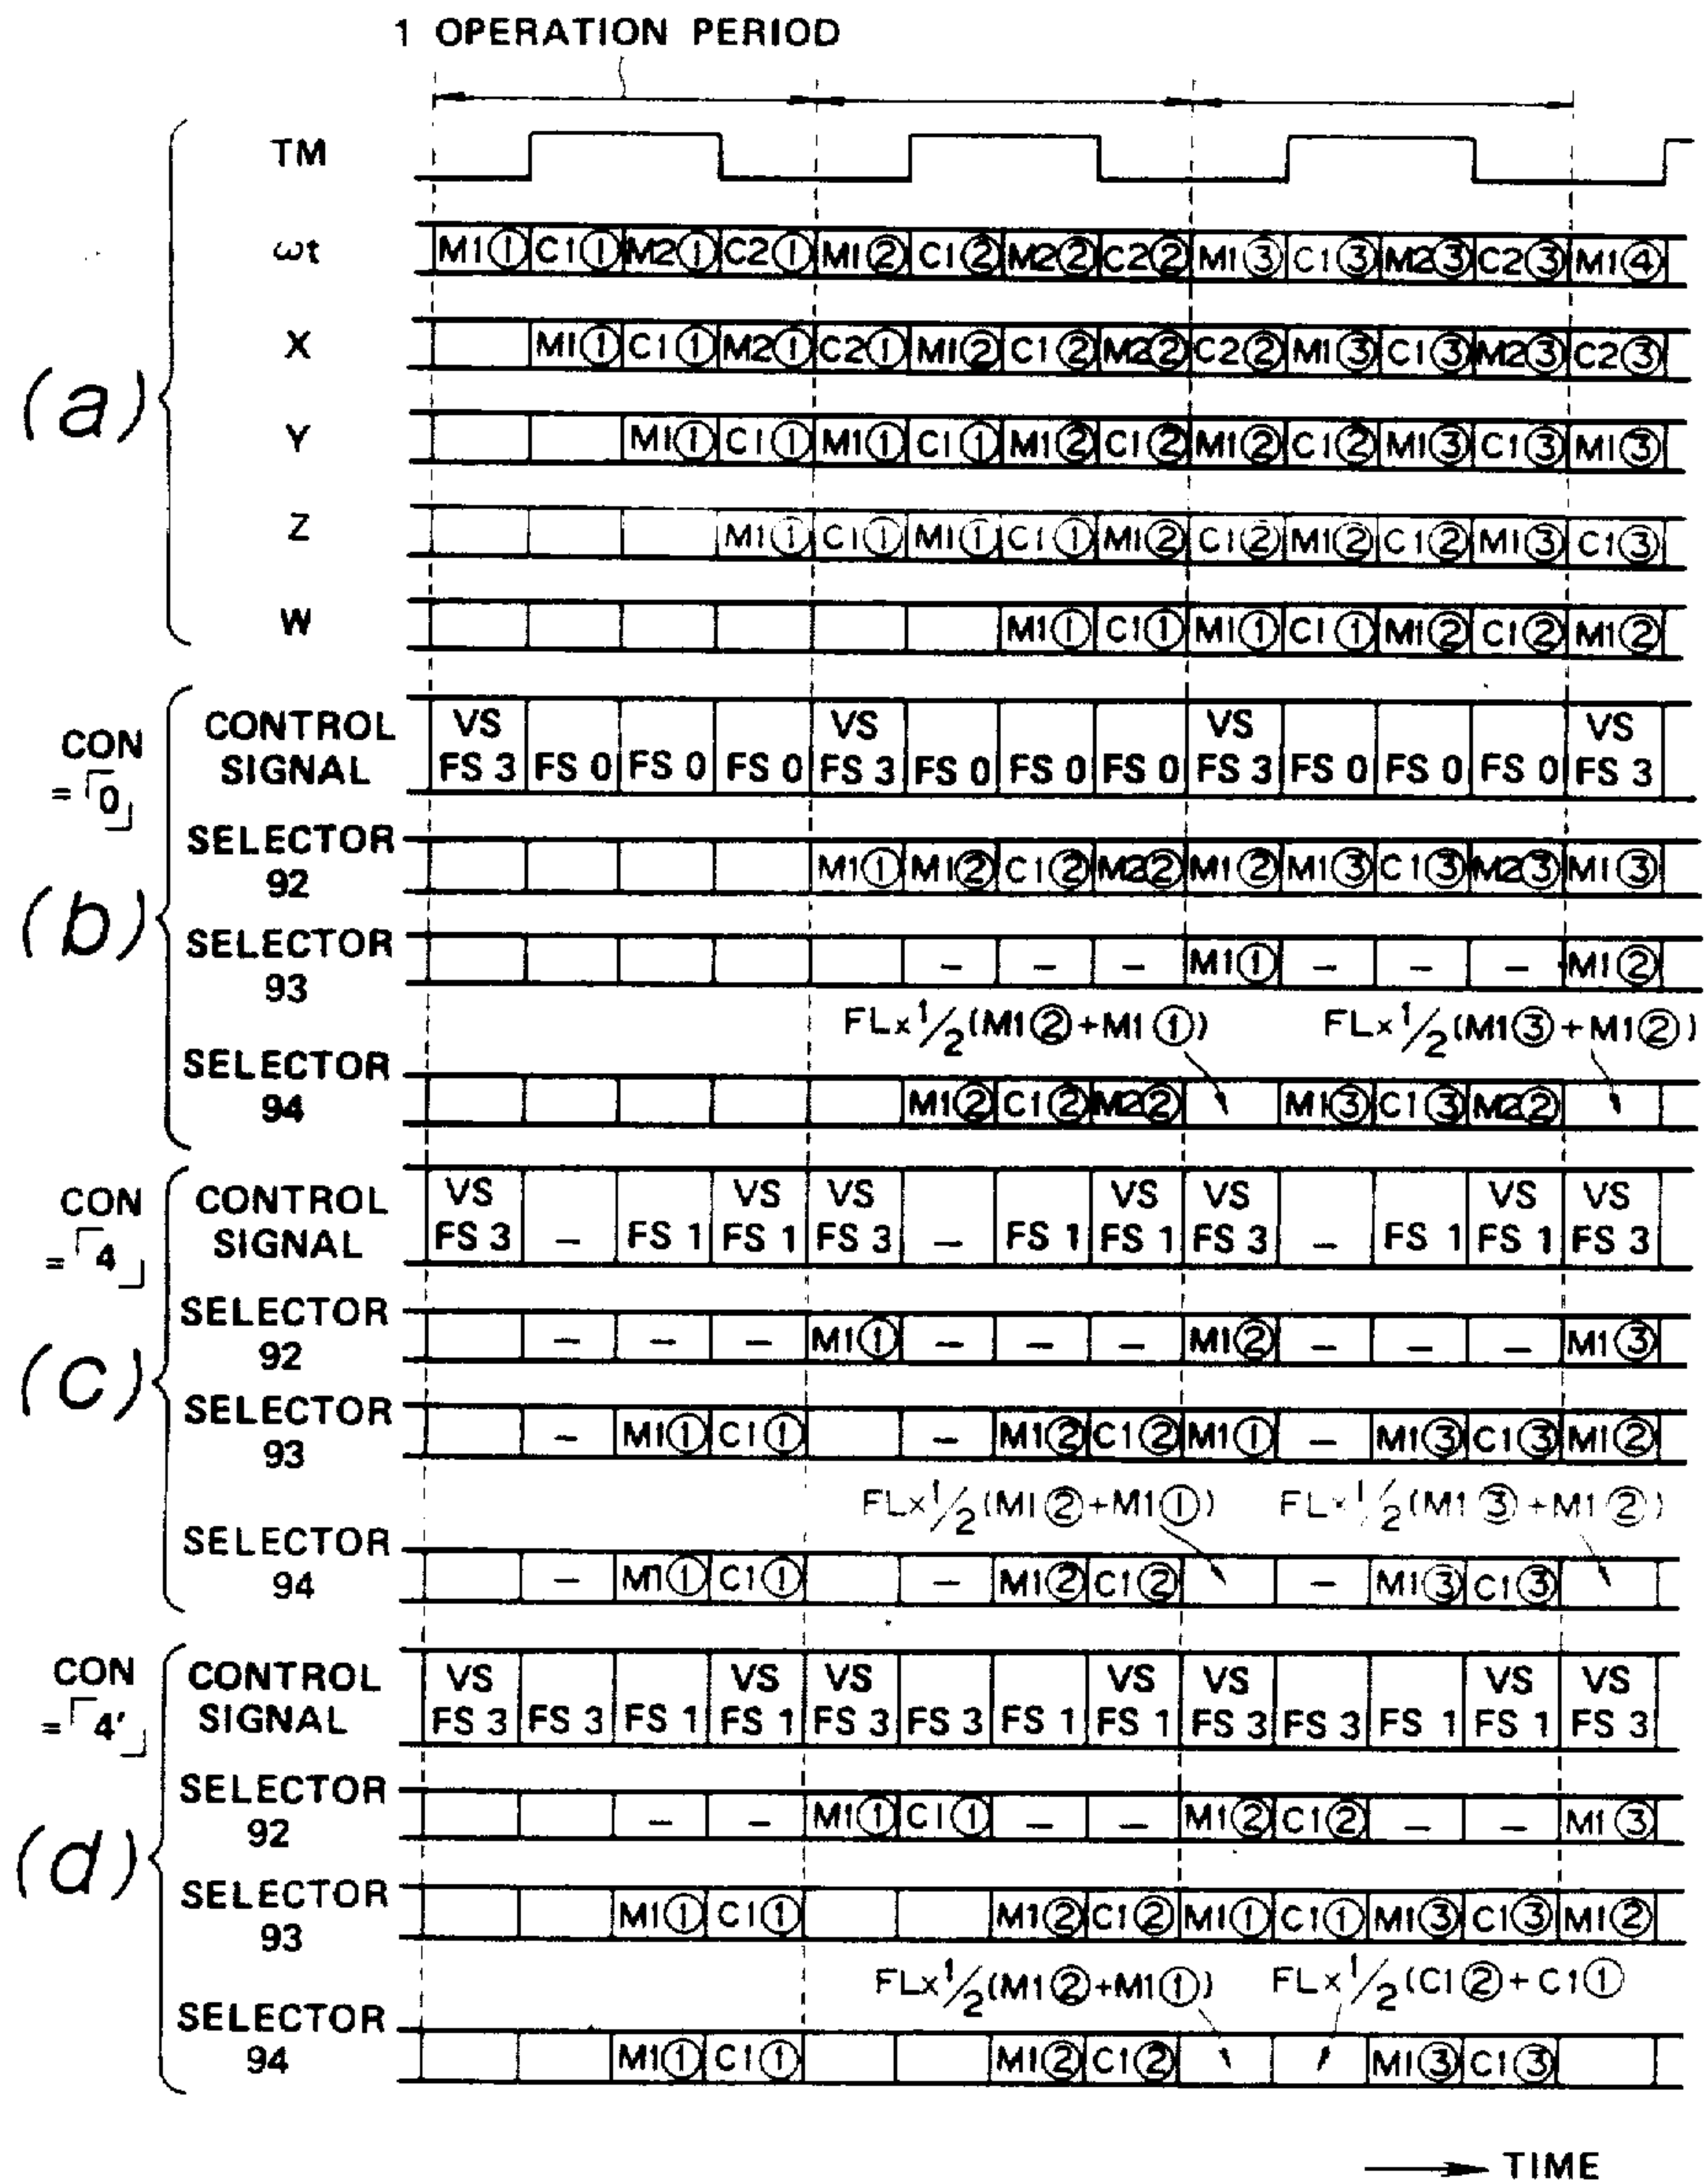 1 OPERATION PERIOD
TM
ωt M1① C1① M2① C2① M1② C1② M2② C2② M1③ C1③ M2③ C2③ M1④
X M1① C1① M2① C2① M1② C1② M2② C2② M1③ C1③ M2③ C2③
(a)
Y M1① C1① M1① C1① M1② C1② M1② C1② M1③ C1③ M1③
Z M1① C1① M1① C1① M1② C1② M1② C1② M1③ C1③
W M1① C1① M1① C1① M1② C1② M1②
CON =「0」
CONTROL SIGNAL VS FS 3 FS 0 FS 0 FS 0 VS FS 3 FS 0 FS 0 FS 0 VS FS 3 FS 0 FS 0 FS 0 VS FS 3
SELECTOR 92 M1① M1② C1② M2② M1② M1③ C1③ M2③ M1③
(b)
SELECTOR 93 – – – M1① – – – M1②
FL×1/2(M1②+M1①) FL×1/2(M1③+M1②)
SELECTOR 94 M1② C1② M2② M1③ C1③ M2②
CON =「4」
CONTROL SIGNAL VS FS 3 – FS 1 VS FS 1 VS FS 3 – FS 1 VS FS 1 VS FS 3 – FS 1 VS FS 1 VS FS 3
SELECTOR 92 – – – M1① – – – M1② – – – M1③
(c)
SELECTOR 93 – M1① C1① – M1② C1② M1① – M1③ C1③ M1②
FL×1/2(M1②+M1①) FL×1/2(M1③+M1②)
SELECTOR 94 – M1① C1① – M1② C1② – M1③ C1③
CON =「4'」
CONTROL SIGNAL VS FS 3 FS 3 FS 1 VS FS 1 VS FS 3 FS 3 FS 1 VS FS 1 VS FS 3 FS 3 FS 1 VS FS 1 VS FS 3
SELECTOR 92 – – M1① C1① – – M1② C1② – – M1③
(d)
SELECTOR 93 M1① C1① M1② C1② M1① C1① M1③ C1③ M1②
FL×1/2(M1②+M1①) FL×1/2(C1②+C1①
SELECTOR 94 M1① C1① M1② C1② M1③ C1③
TIME